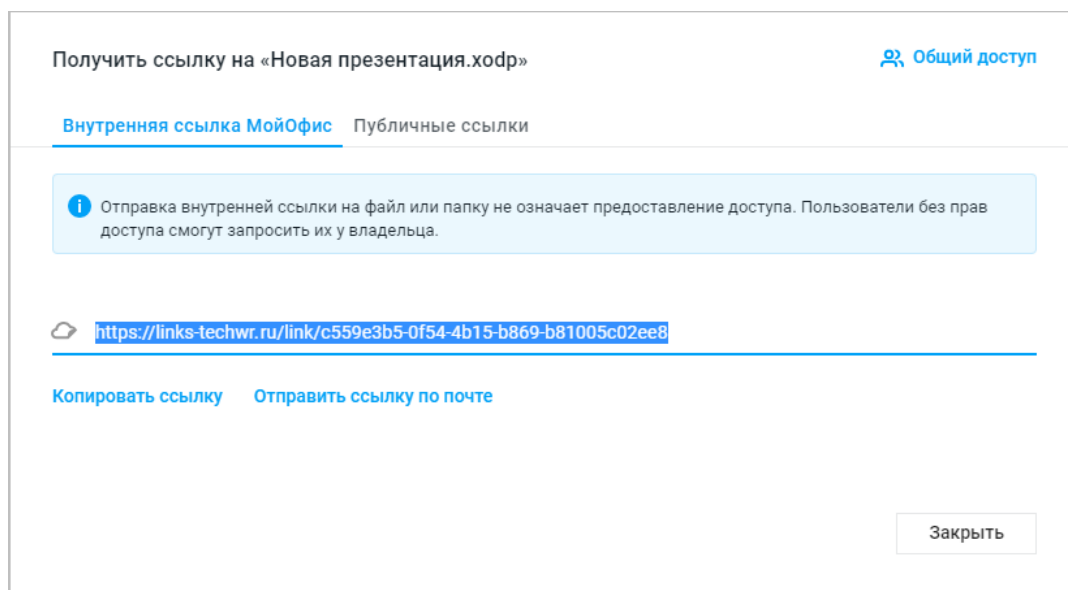 Получить ссылку на «Новая презентация.xodp»
Общий доступ
Внутренняя ссылка МойОфис
Публичные ссылки
Отправка внутренней ссылки на файл или папку не означает предоставление доступа. Пользователи без прав
доступа смогут запросить их у владельца.
https://links-techwr.ru/link/c559e3b5-0f54-4b15-b869-b81005c02ee8
Копировать ссылку
Отправить ссылку по почте
Закрыть